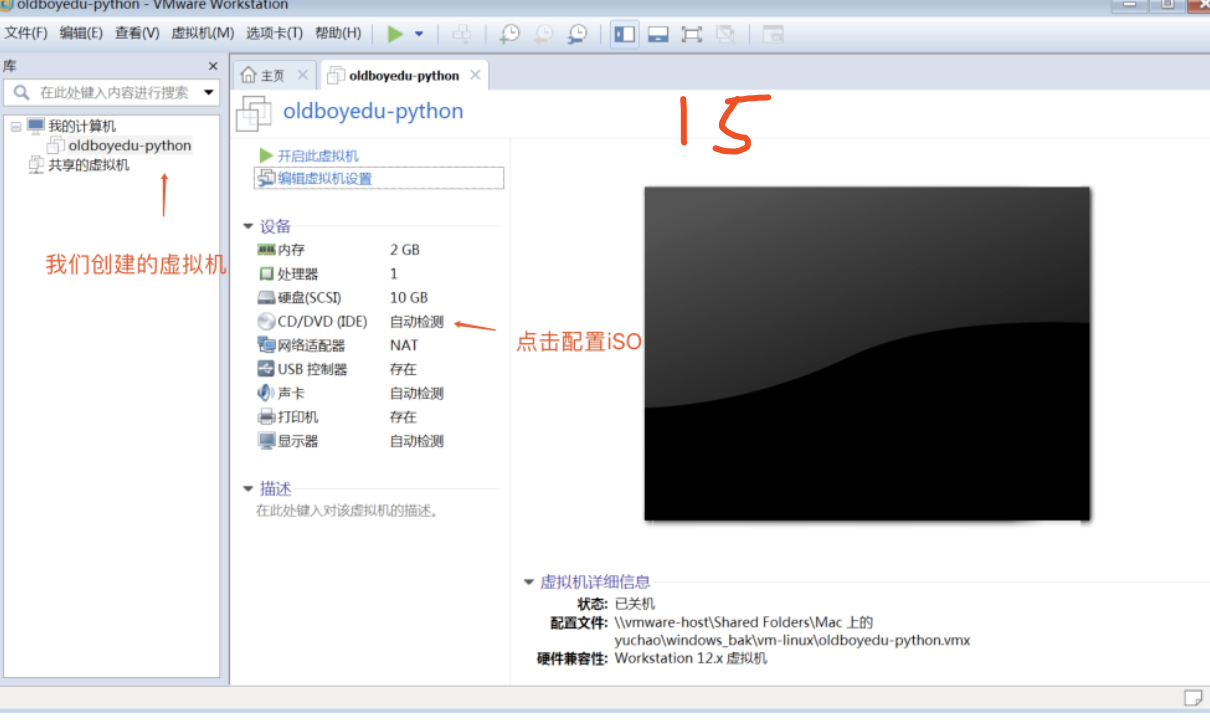 oldboyedu-python - VMware Workstation
文件(F) 编辑(E) 查看(V) 虚拟机(M) 选项卡(T) 帮助(H)
库
在此处键入内容进行搜索
我的计算机
oldboyedu-python
共享的虚拟机
我们创建的虚拟机
主页
oldboyedu-python
oldboyedu-python
15
开启此虚拟机
编辑虚拟机设置
设备
内存 2 GB
处理器 1
硬盘(SCSI) 10 GB
CD/DVD (IDE) 自动检测
点击配置iSO
网络适配器 NAT
USB 控制器 存在
声卡 自动检测
打印机 存在
显示器 自动检测
描述
在此处键入对该虚拟机的描述。
虚拟机详细信息
状态: 已关机
配置文件: \\vmware-host\Shared Folders\Mac 上的
yuchao\windows_bak\vm-linux\oldboyedu-python.vmx
硬件兼容性: Workstation 12.x 虚拟机